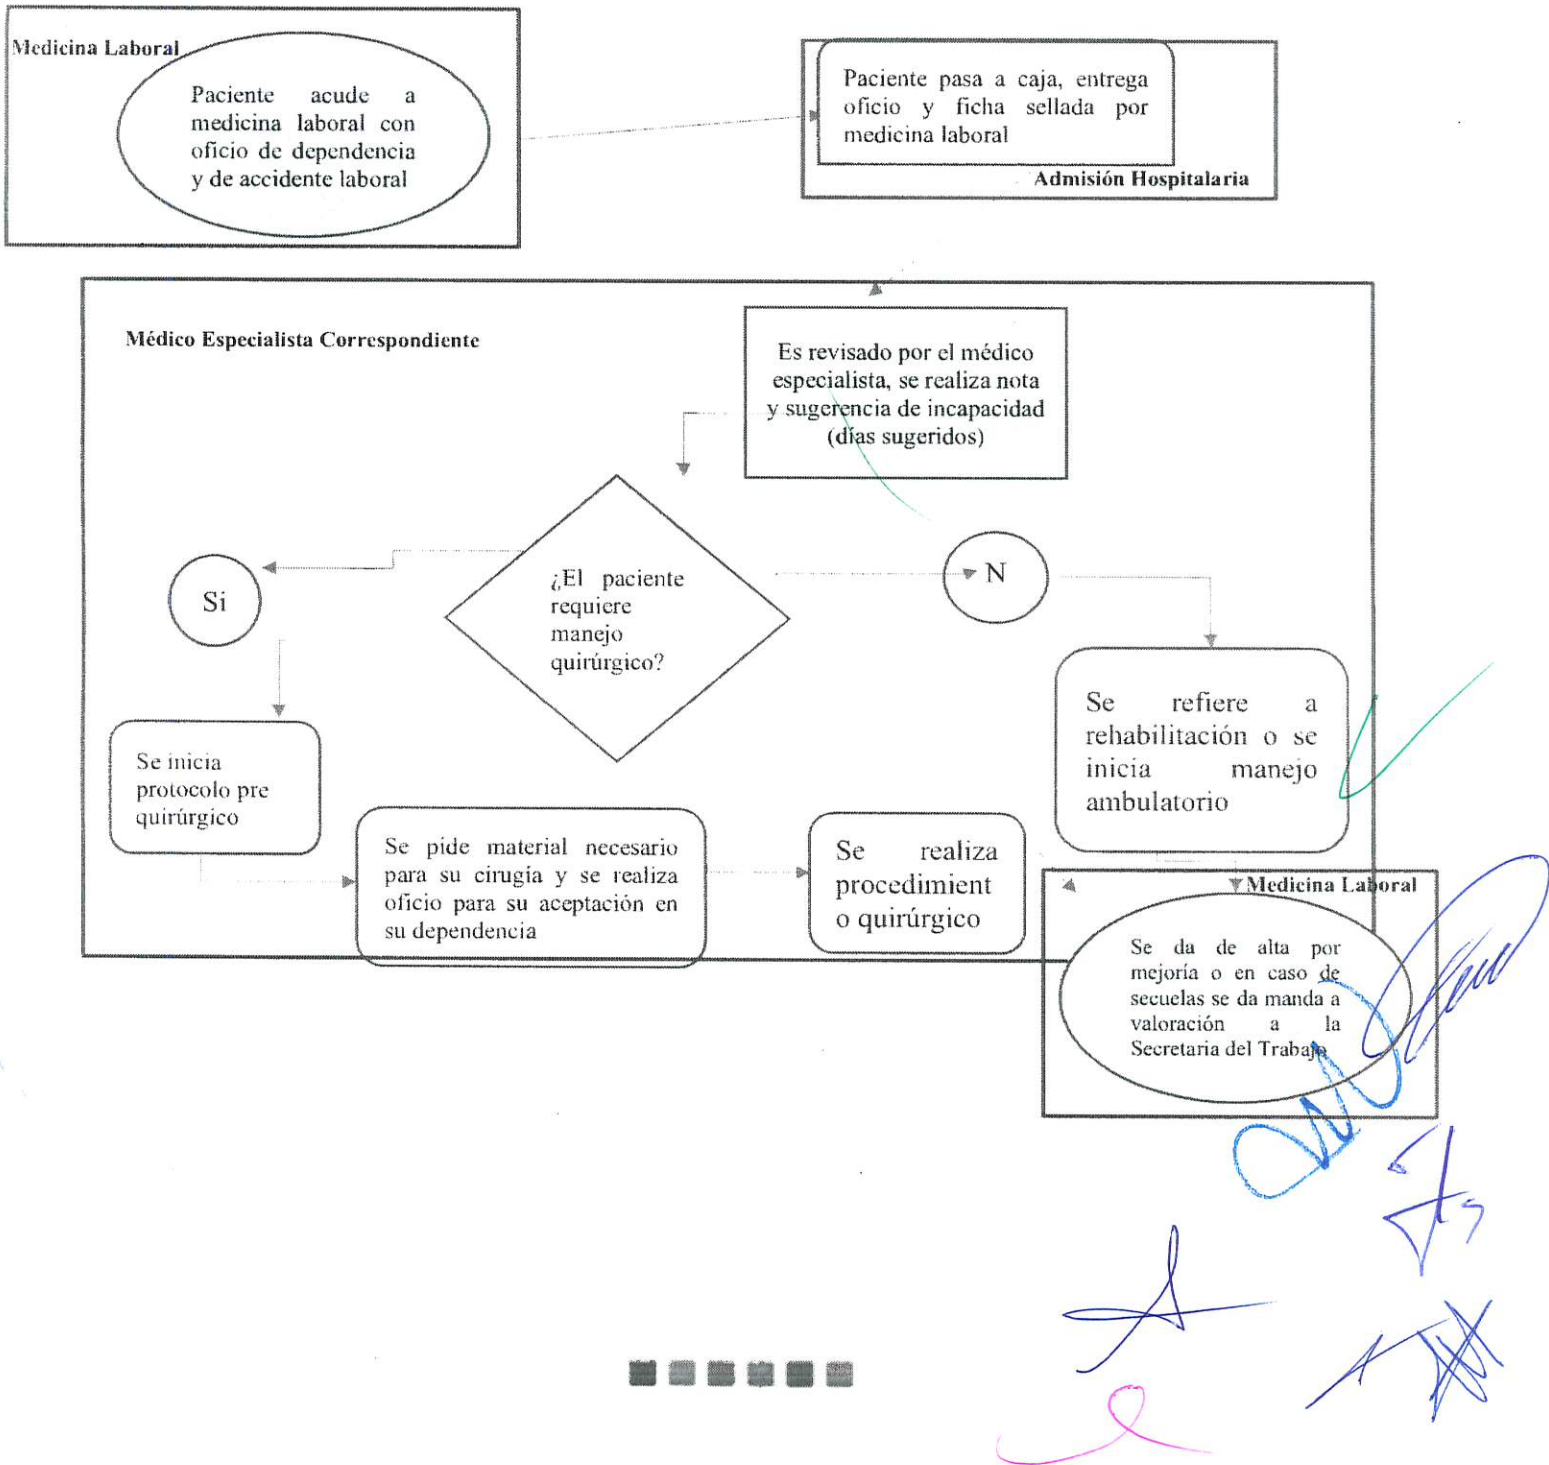 Medicina Laboral
Paciente acude a
medicina laboral con
oficio de dependencia
y de accidente laboral
Paciente pasa a caja, entrega
oficio y ficha sellada por
medicina laboral
Admisión Hospitalaria
Médico Especialista Correspondiente
Es revisado por el médico
especialista, se realiza nota
y sugerencia de incapacidad
(días sugeridos)
¿El paciente
requiere
manejo
quirúrgico?
Si
N
Se inicia
protocolo pre
quirúrgico
Se pide material necesario
para su cirugía y se realiza
oficio para su aceptación en
su dependencia
Se realiza
procedimient
o quirúrgico
Se refiere a
rehabilitación o se
inicia manejo
ambulatorio
Medicina Laboral
Se da de alta por
mejoría o en caso de
secuelas se da manda a
valoración a la
Secretaria del Trabajo